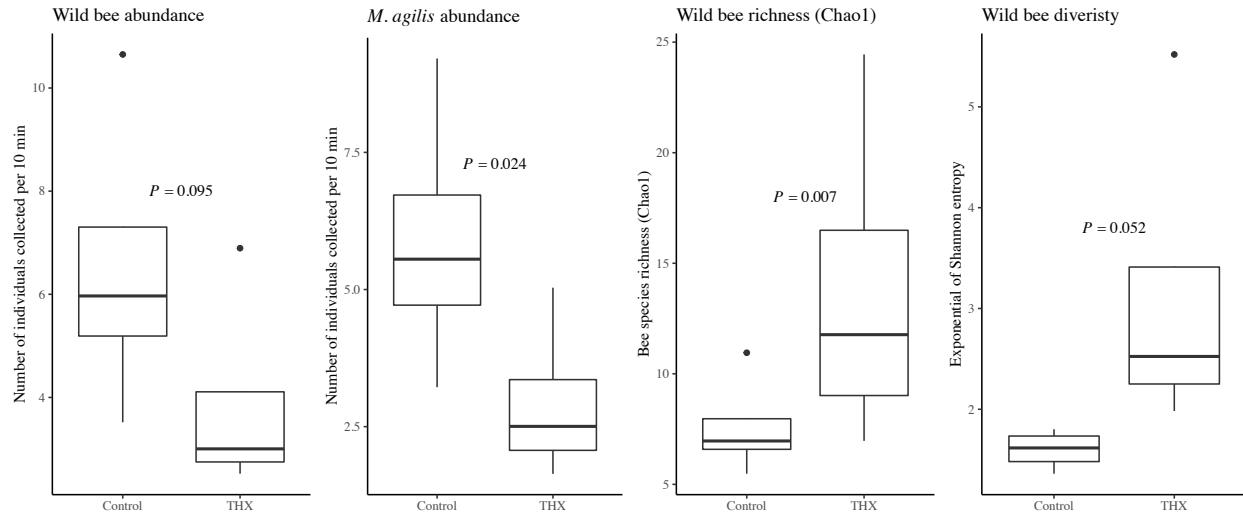 Wild bee abundance
Number of individuals collected per 10 min
10
8
6
4
P = 0.095
Control
THX
M. agilis abundance
Number of individuals collected per 10 min
7.5
5.0
2.5
P = 0.024
Control
THX
Wild bee richness (Chao1)
Bee species richness (Chao1)
25
20
15
10
5
P = 0.007
Control
THX
Wild bee diveristy
Exponential of Shannon entropy
5
4
3
2
P = 0.052
Control
THX